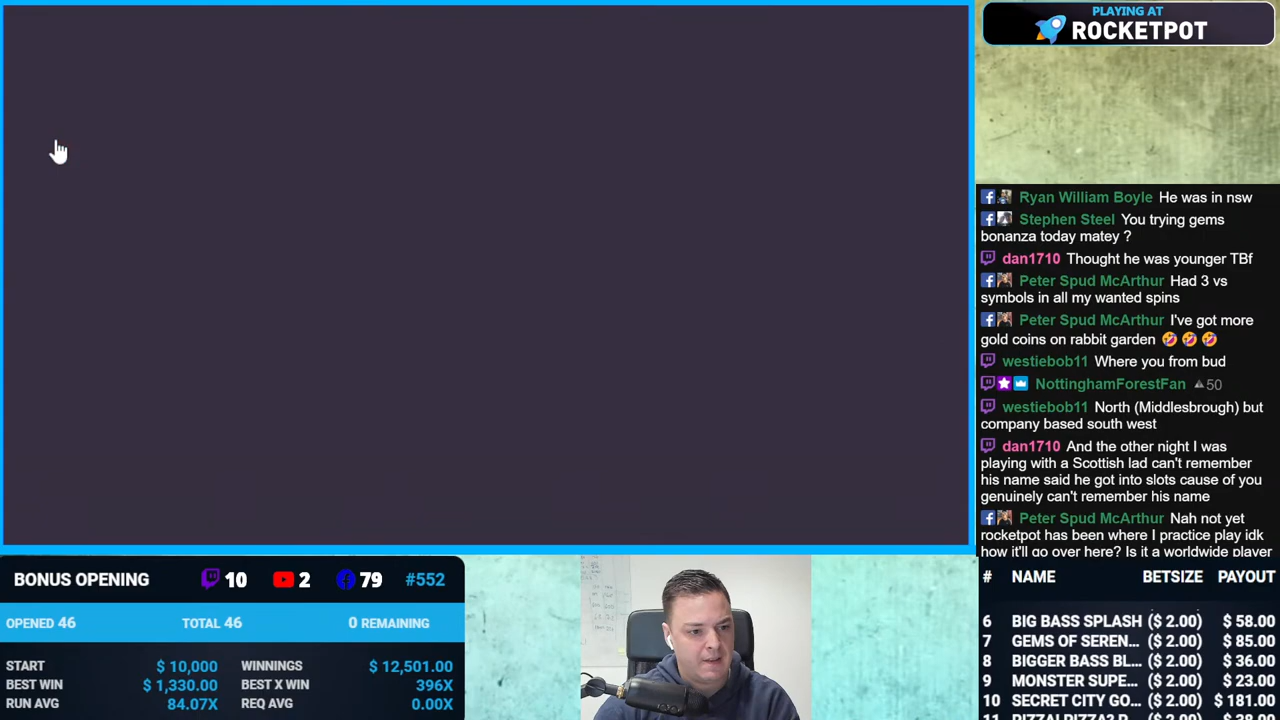 PLAYING AT
ROCKETPOT
Ryan William Boyle He was in nsw
Stephen Steel You trying gems
bonanza today matey ?
dan1710 Thought he was younger TBf
Peter Spud McArthur Had 3 vs
symbols in all my wanted spins
Peter Spud McArthur I've got more
gold coins on rabbit garden 🤣 🤣 🤣
westiebob11 Where you from bud
NottinghamForestFan 50
westiebob11 North (Middlesbrough) but
company based south west
dan1710 And the other night I was
playing with a Scottish lad can't remember
his name said he got into slots cause of you
genuinely can't remember his name
Peter Spud McArthur Nah not yet
rocketpot has been where I practice play idk
how it'll go over here? Is it a worldwide player
BONUS OPENING 10 2 79 #552
OPENED 46 TOTAL 46 0 REMAINING
START $ 10,000 WINNINGS $ 12,501.00
BEST WIN $ 1,330.00 BEST X WIN 396X
RUN AVG 84.07X REQ AVG 0.00X
# NAME BETSIZE PAYOUT
6 BIG BASS SPLASH ($ 2.00) $ 58.00
7 GEMS OF SEREN... ($ 2.00) $ 85.00
8 BIGGER BASS BL... ($ 2.00) $ 36.00
9 MONSTER SUPE... ($ 2.00) $ 23.00
10 SECRET CITY GO... ($ 2.00) $ 181.00